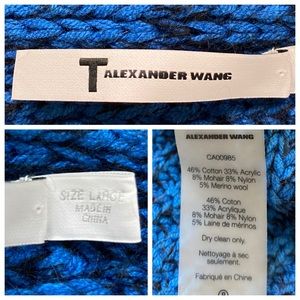 T ALEXANDER WANG
SIZE LARGE
MADE IN
CHINA
ALEXANDER WANG
CA00985
46% Cotton 33% Acrylic
8% Mohair 8% Nylon
5% Merino wool
46% Coton
33% Acrylique
8% Mohair 8% Nylon
5% Laine de mérinos
Dry clean only.
Nettoyage à sec
seulement.
Fabriqué en Chine